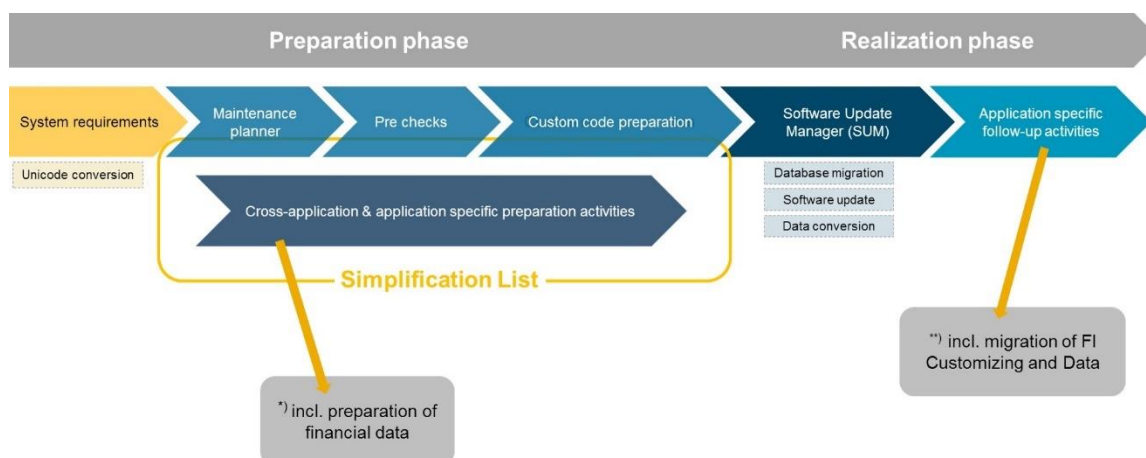 Preparation phase
Realization phase
System requirements
Maintenance
planner
Pre checks
Custom code preparation
Software Update
Manager (SUM)
Application specific
follow-up activities
Unicode conversion
Database migration
Software update
Data conversion
Cross-application & application specific preparation activities
Simplification List
*) incl. preparation of
financial data
**) incl. migration of FI
Customizing and Data